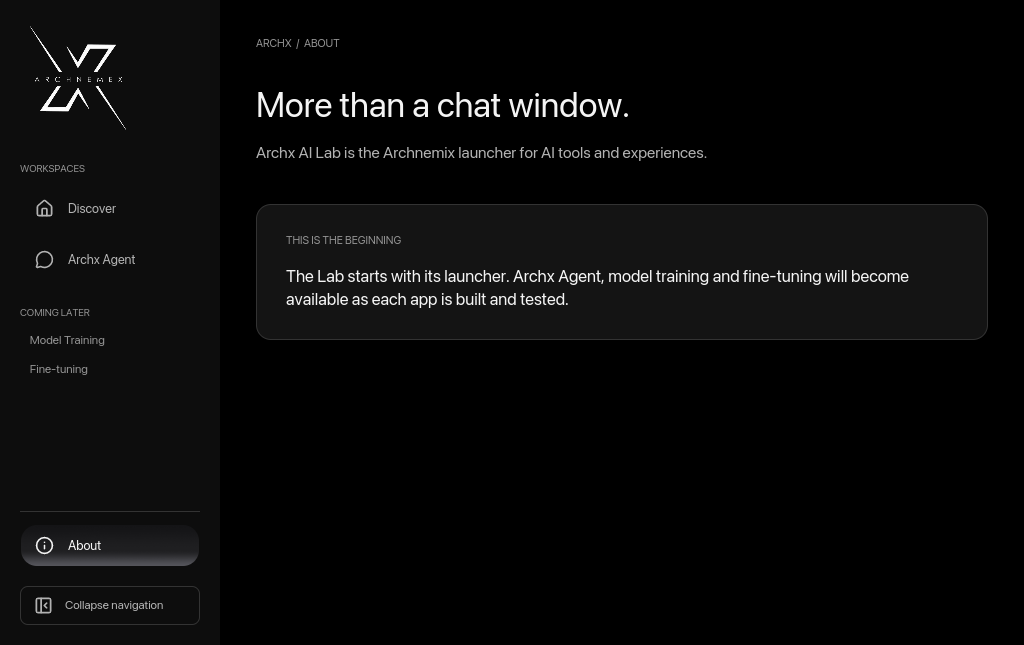 ARCHNEMEX
WORKSPACES
Discover
Archx Agent
COMING LATER
Model Training
Fine-tuning
About
Collapse navigation
ARCHX / ABOUT
More than a chat window.
Archx AI Lab is the Archnemix launcher for AI tools and experiences.
THIS IS THE BEGINNING
The Lab starts with its launcher. Archx Agent, model training and fine-tuning will become
available as each app is built and tested.